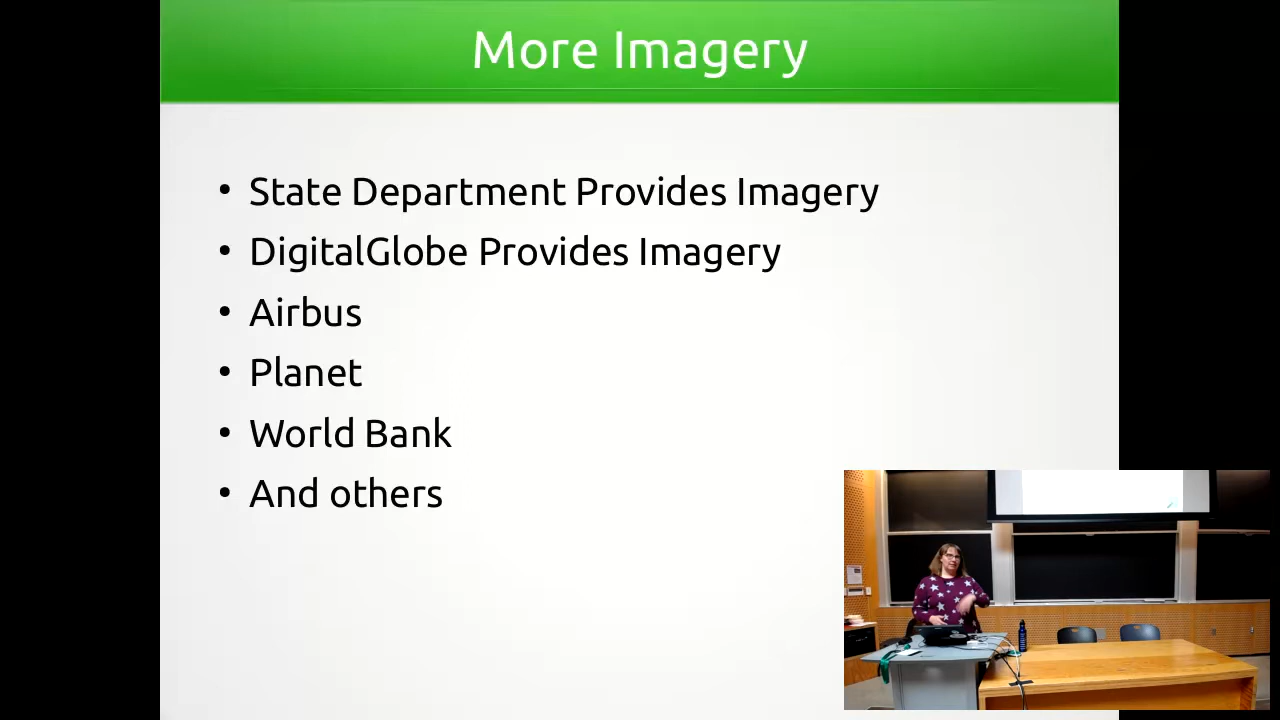 More Imagery
• State Department Provides Imagery
• DigitalGlobe Provides Imagery
• Airbus
• Planet
• World Bank
• And others